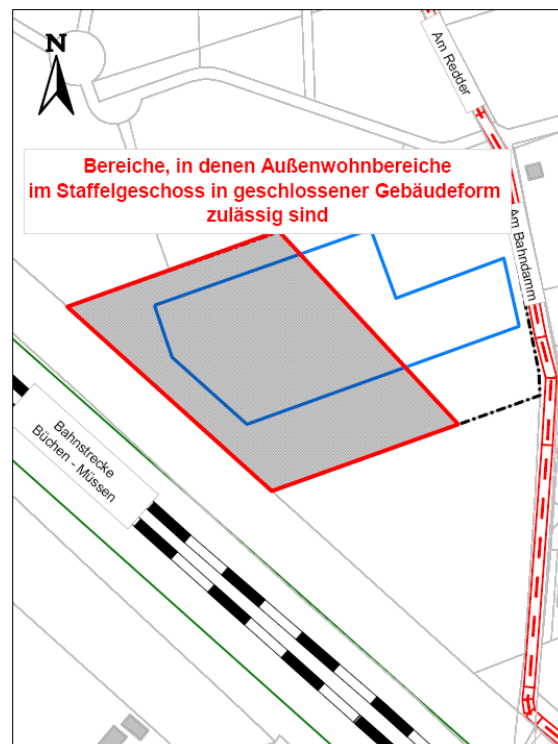 N
Am Redder
Bereiche, in denen Außenwohnbereiche
im Staffelgeschoss in geschlossener Gebäudeform
zulässig sind
Am Bahndamm
Bahnstrecke
Büchen - Müssen